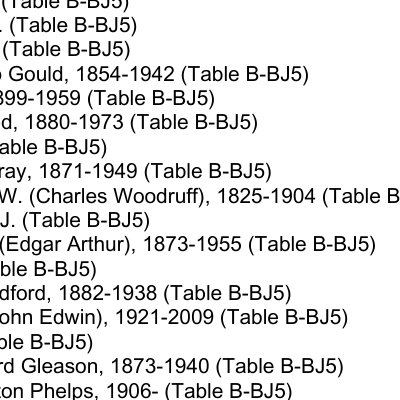 (Table B-BJ5)
. (Table B-BJ5)
(Table B-BJ5)
Gould, 1854-1942 (Table B-BJ5)
899-1959 (Table B-BJ5)
d, 1880-1973 (Table B-BJ5)
able B-BJ5)
ray, 1871-1949 (Table B-BJ5)
W. (Charles Woodruff), 1825-1904 (Table B
J. (Table B-BJ5)
(Edgar Arthur), 1873-1955 (Table B-BJ5)
ble B-BJ5)
dford, 1882-1938 (Table B-BJ5)
ohn Edwin), 1921-2009 (Table B-BJ5)
ble B-BJ5)
rd Gleason, 1873-1940 (Table B-BJ5)
ton Phelps, 1906- (Table B-BJ5)